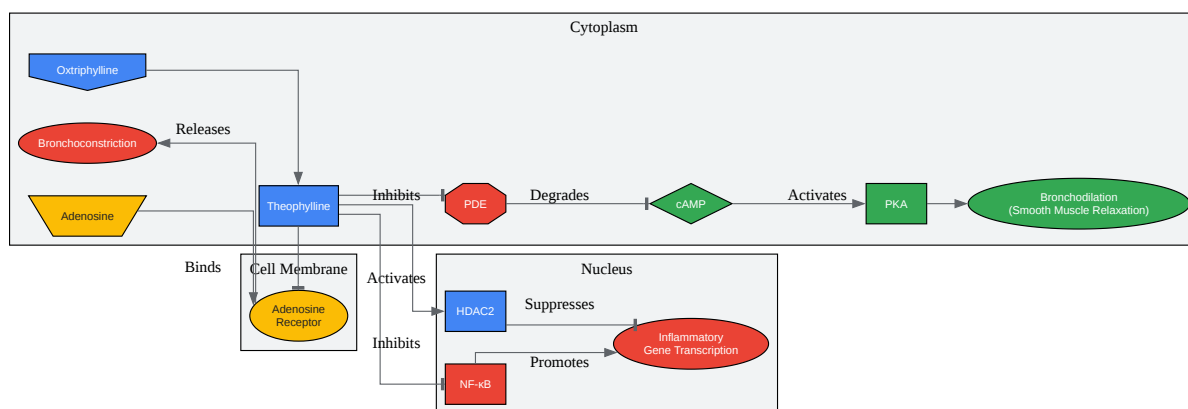 Cytoplasm
Oxtriphylline
Releases
Bronchoconstriction
Theophylline
Inhibits
PDE
Degrades
cAMP
Activates
PKA
Bronchodilation
(Smooth Muscle Relaxation)
Adenosine
Binds
Cell Membrane
Adenosine
Receptor
Activates
Inhibits
Nucleus
HDAC2
Suppresses
Inflammatory
Gene Transcription
Promotes
NF-κB